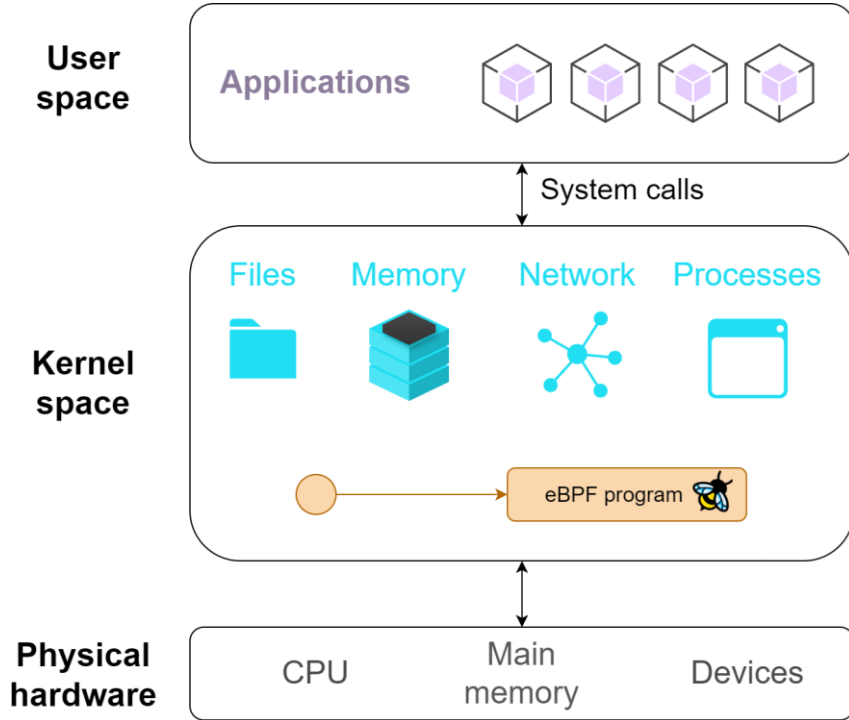 User
space
Applications
System calls
Files
Memory
Network
Processes
Kernel
space
eBPF program
Physical
hardware
CPU
Main
memory
Devices